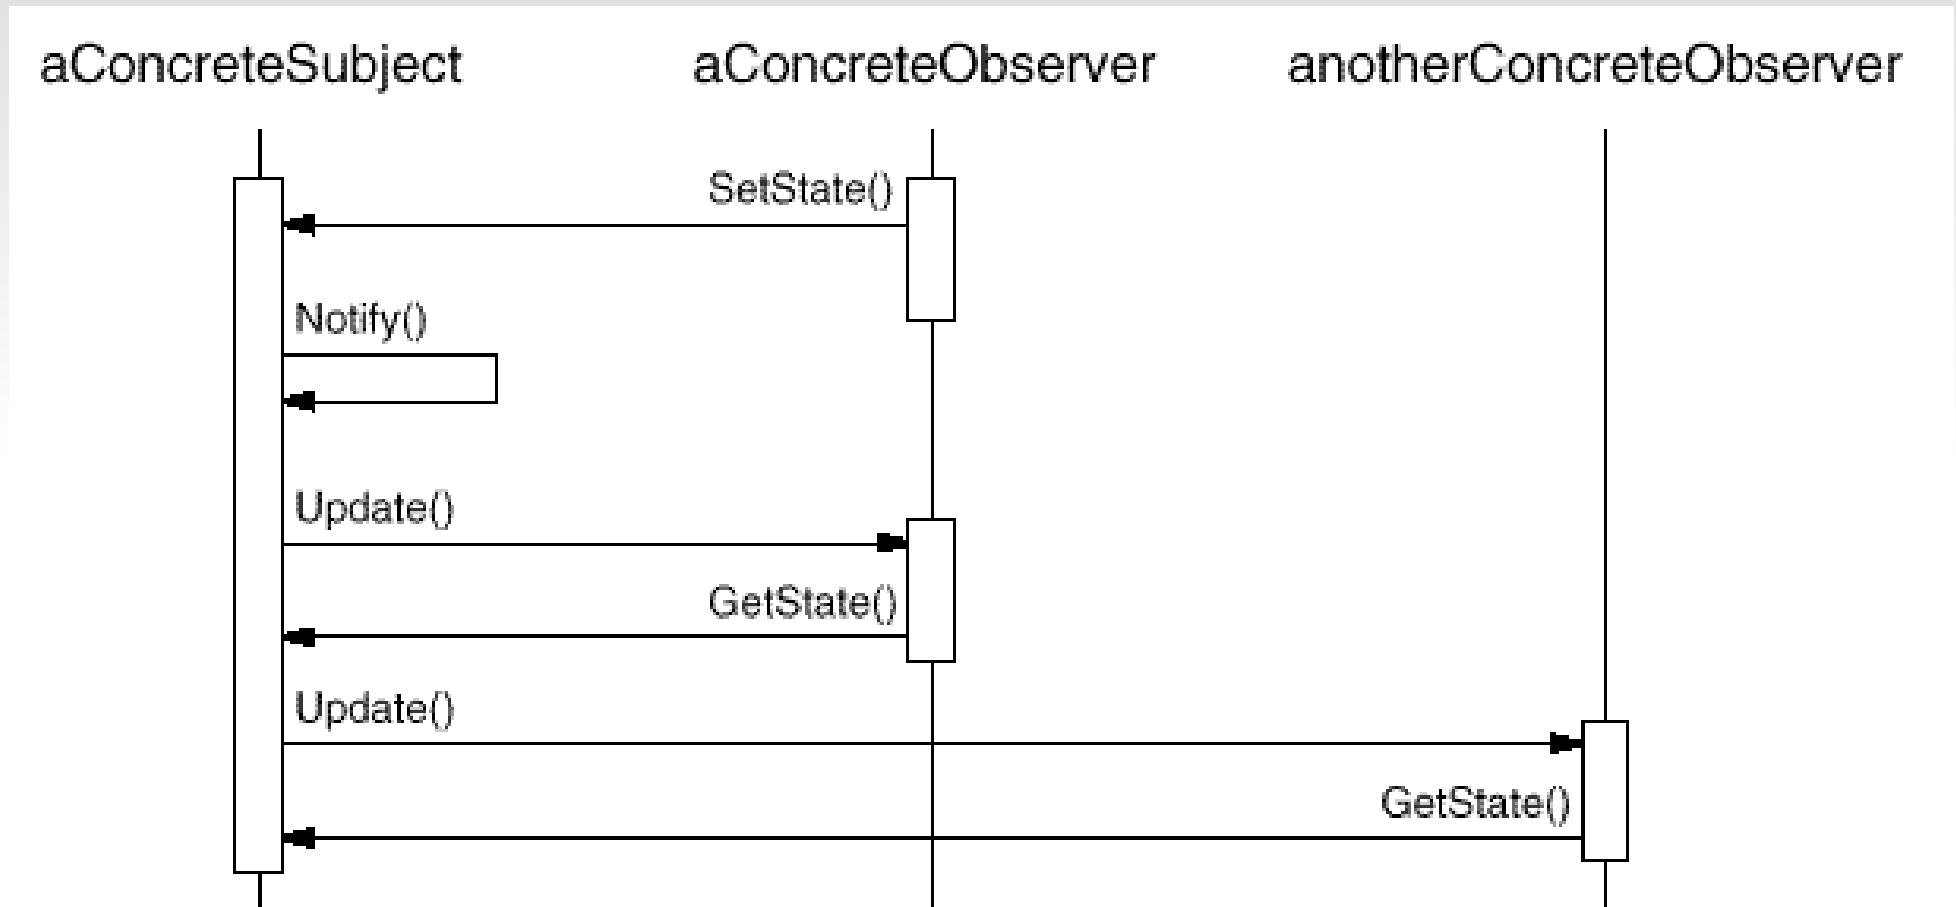 aConcreteSubject aConcreteObserver anotherConcreteObserver
SetState()
Notify()
Update()
GetState()
Update()
GetState()